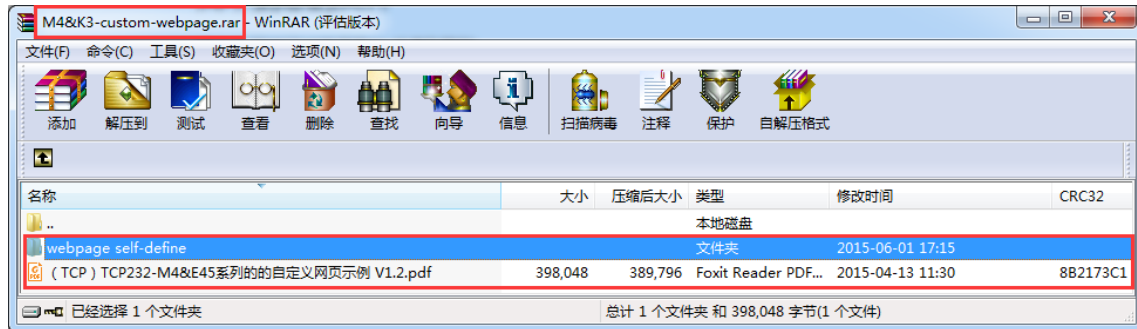 M4&K3-custom-webpage.rar - WinRAR (评估版本)
文件(F) 命令(C) 工具(S) 收藏夹(O) 选项(N) 帮助(H)
添加 解压到 测试 查看 删除 查找 向导 信息 扫描病毒 注释 保护 自解压格式
名称 大小 压缩后大小 类型 修改时间 CRC32
.. 本地磁盘
webpage self-define 文件夹 2015-06-01 17:15
（TCP）TCP232-M4&E45系列的的自定义网页示例 V1.2.pdf 398,048 389,796 Foxit Reader PDF... 2015-04-13 11:30 8B2173C1
已经选择 1 个文件夹 总计 1 个文件夹 和 398,048 字节(1 个文件)